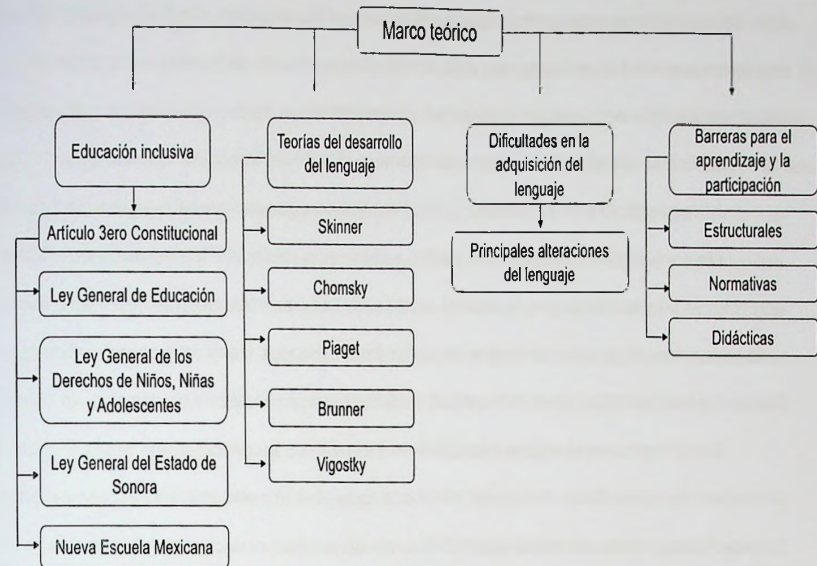 Marco teórico
Educación inclusiva
Artículo 3ero Constitucional
Ley General de Educación
Ley General de los
Derechos de Niños, Niñas
y Adolescentes
Ley General del Estado de
Sonora
Nueva Escuela Mexicana
Teorías del desarrollo
del lenguaje
Skinner
Chomsky
Piaget
Brunner
Vigostky
Dificultades en la
adquisición del
lenguaje
Principales alteraciones
del lenguaje
Barreras para el
aprendizaje y la
participación
Estructurales
Normativas
Didácticas